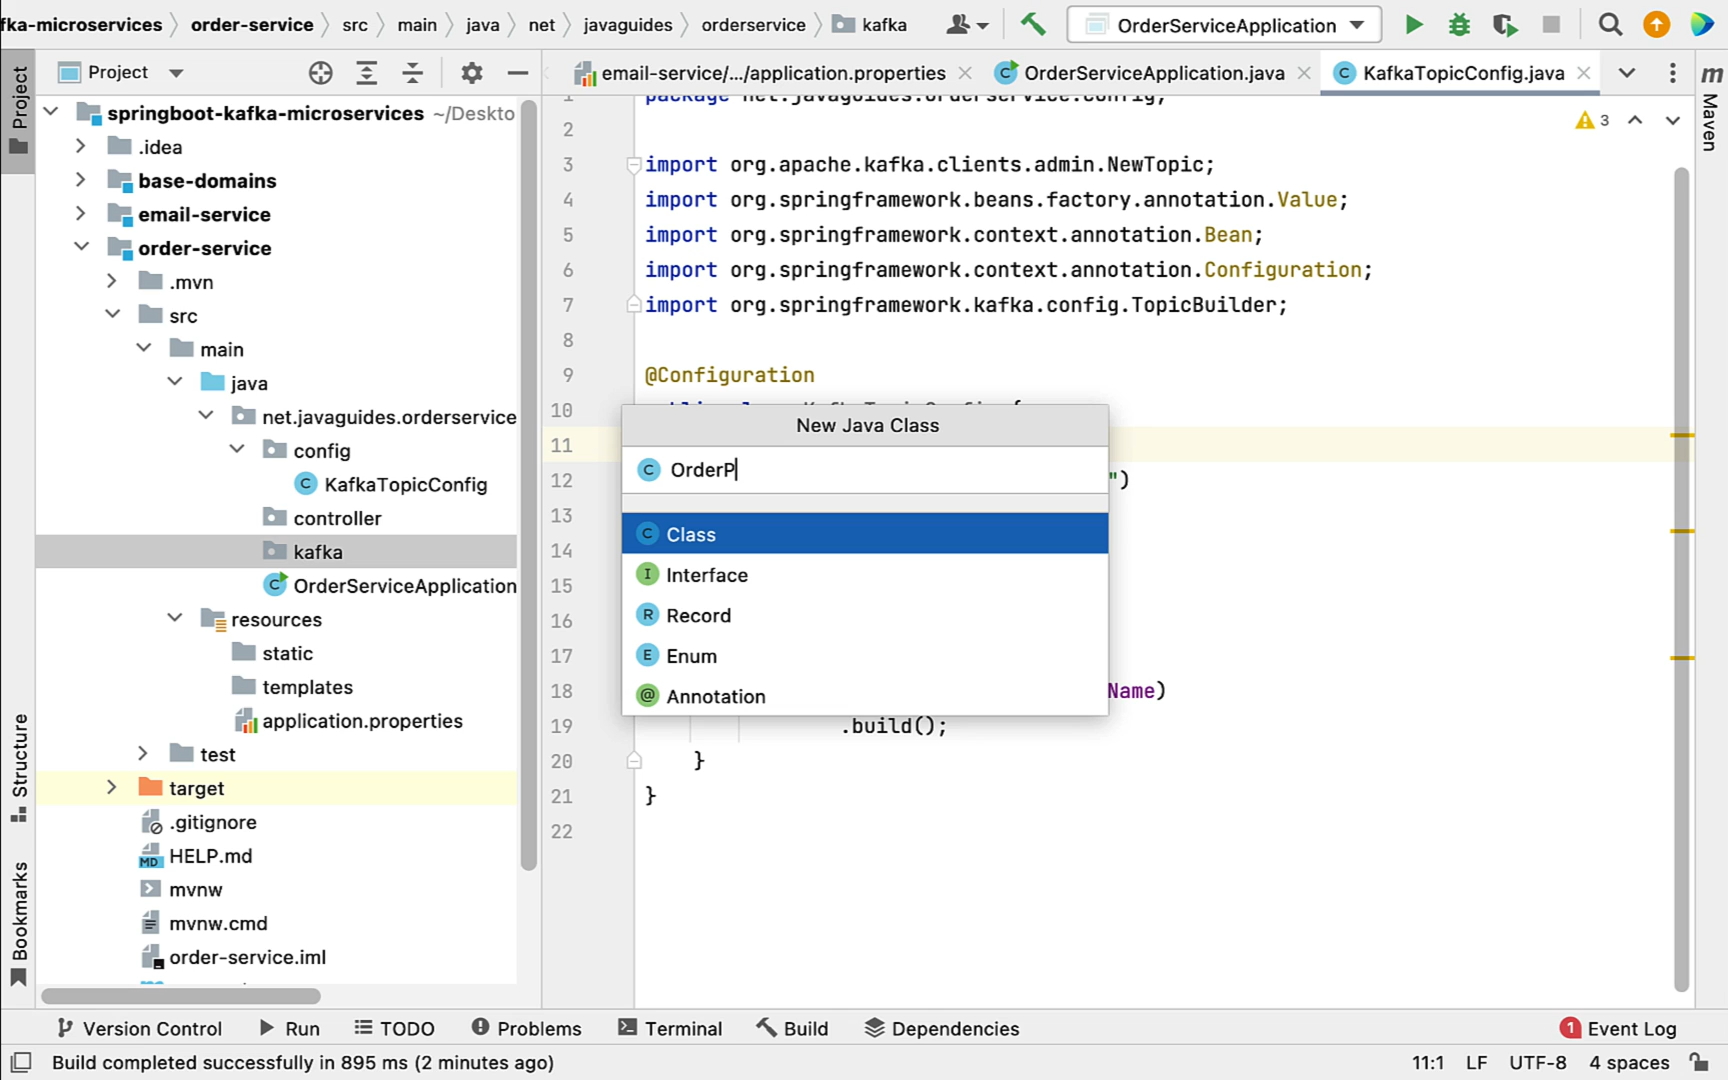 fka-microservices order-service src main java net javaguides orderservice kafka
OrderServiceApplication
Project
email-service/.../application.properties
OrderServiceApplication.java
KafkaTopicConfig.java
Project
Structure
Bookmarks
m Maven
springboot-kafka-microservices ~/Deskto
.idea
base-domains
email-service
order-service
.mvn
src
main
java
net.javaguides.orderservice
config
KafkaTopicConfig
controller
kafka
OrderServiceApplication
resources
static
templates
application.properties
test
target
.gitignore
HELP.md
mvnw
mvnw.cmd
order-service.iml
3
1 package net.javaguides.orderservice.config;
2
3 import org.apache.kafka.clients.admin.NewTopic;
4 import org.springframework.beans.factory.annotation.Value;
5 import org.springframework.context.annotation.Bean;
6 import org.springframework.context.annotation.Configuration;
7 import org.springframework.kafka.config.TopicBuilder;
8
9 @Configuration
10
11
12 ")
13
14
15
16
17
18 Name)
19 .build();
20 }
21 }
22
New Java Class
C OrderP
C Class
I Interface
R Record
E Enum
@ Annotation
Version Control
Run
TODO
Problems
Terminal
Build
Dependencies
1 Event Log
Build completed successfully in 895 ms (2 minutes ago)
11:1 LF UTF-8 4 spaces